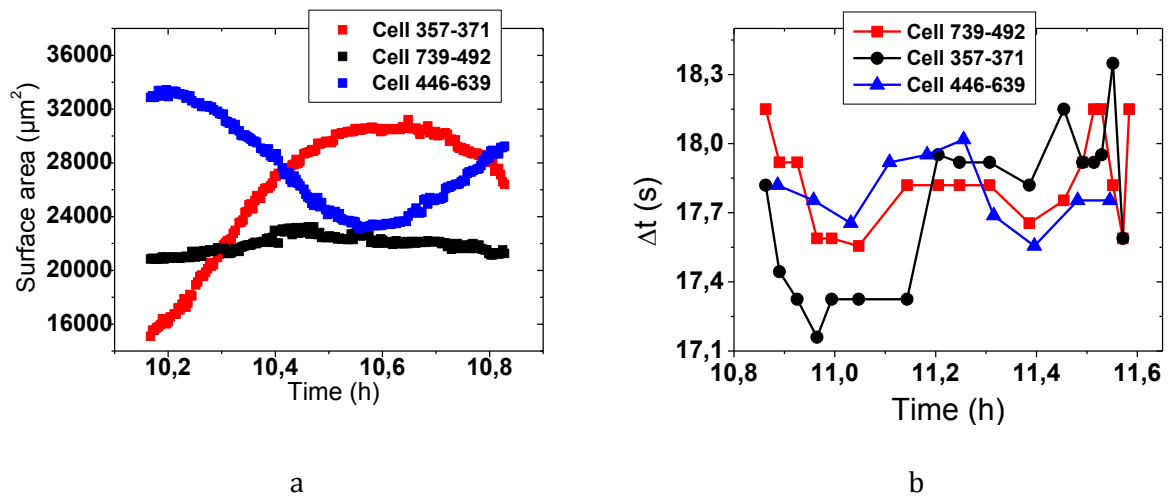 Cell 357-371
Cell 739-492
Cell 446-639
36000
32000
28000
24000
20000
16000
Surface area (µm²)
10,2 10,4 10,6 10,8
Time (h)
a
Cell 739-492
Cell 357-371
Cell 446-639
18,3
18,0
17,7
17,4
17,1
Δt (s)
10,8 11,0 11,2 11,4 11,6
Time (h)
b